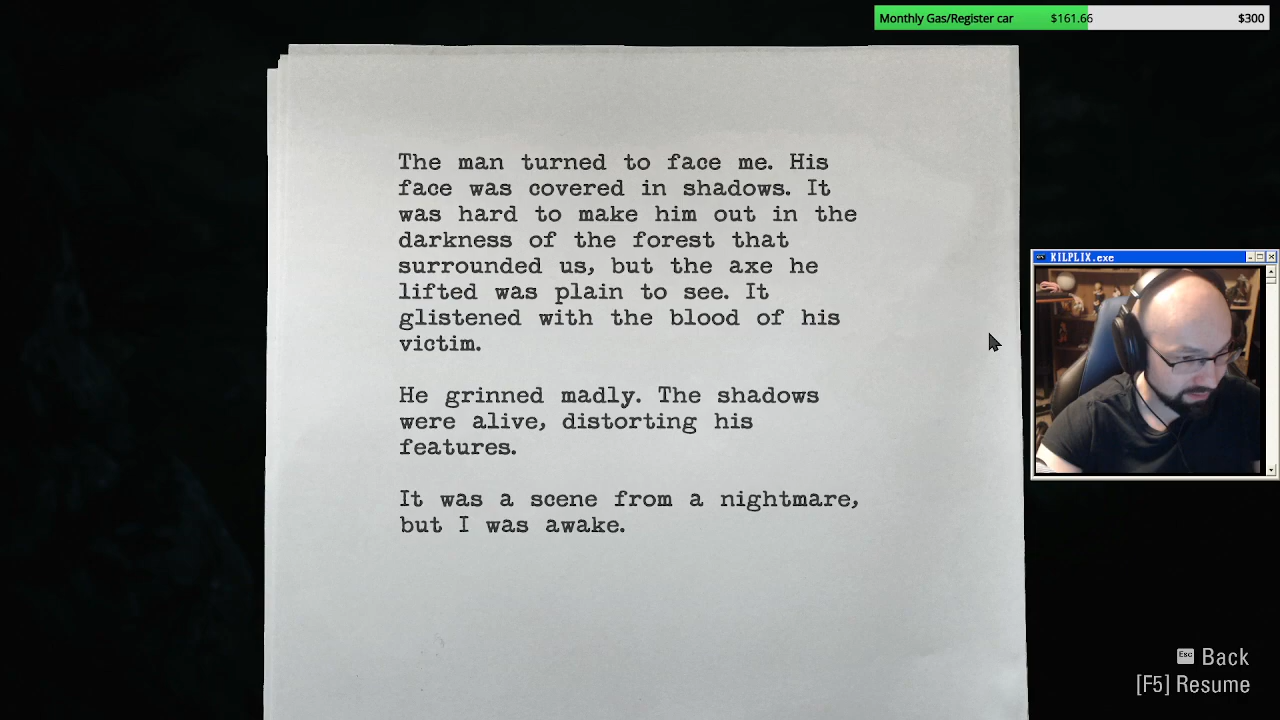 Monthly Gas/Register car $161.66 $300
The man turned to face me. His
face was covered in shadows. It
was hard to make him out in the
darkness of the forest that
surrounded us, but the axe he
lifted was plain to see. It
glistened with the blood of his
victim.
He grinned madly. The shadows
were alive, distorting his
features.
It was a scene from a nightmare,
but I was awake.
KILPLIX.exe
Esc Back
[F5] Resume